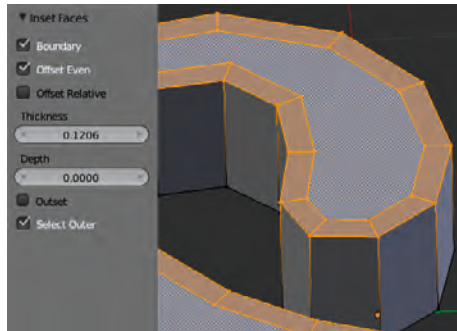 Inset Faces
Boundary
Offset Even
Offset Relative
Thickness
0.1206
Depth
0.0000
Outset
Select Outer